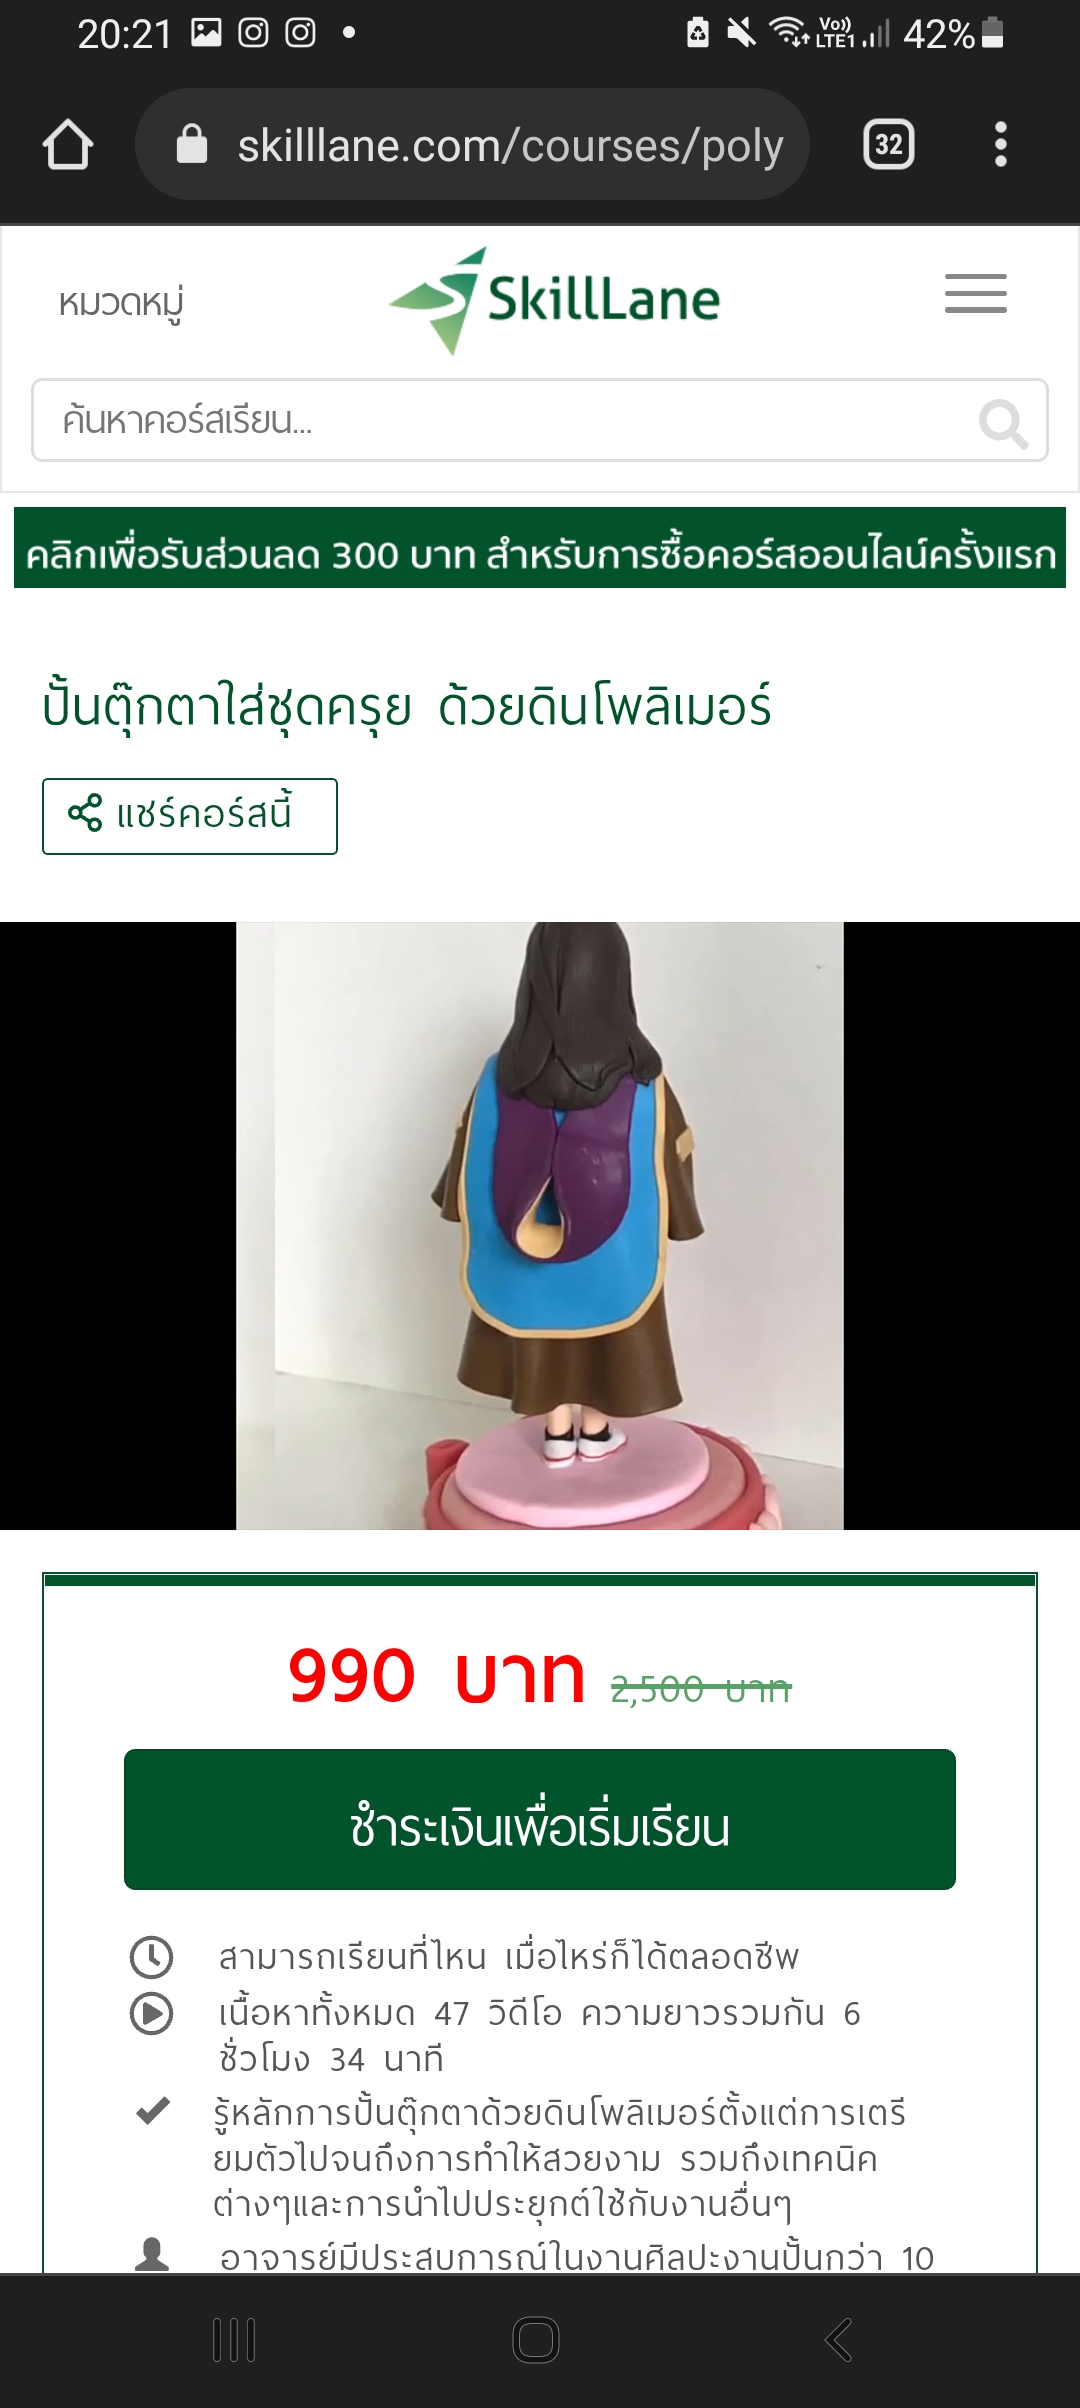 20:21
Vo)) LTE1 42%
skilllane.com/courses/poly
32
หมวดหมู่
SkillLane
ค้นหาคอร์สเรียน...
คลิกเพื่อรับส่วนลด 300 บาท สำหรับการซื้อคอร์สออนไลน์ครั้งแรก
ปั้นตุ๊กตาใส่ชุดครุย ด้วยดินโพลิเมอร์
แชร์คอร์สนี้
990 บาท 2,500 บาท
ชำระเงินเพื่อเริ่มเรียน
สามารถเรียนที่ไหน เมื่อไหร่ก็ได้ตลอดชีพ
เนื้อหาทั้งหมด 47 วิดีโอ ความยาวรวมกัน 6
ชั่วโมง 34 นาที
รู้หลักการปั้นตุ๊กตาด้วยดินโพลิเมอร์ตั้งแต่การเตรี
ยมตัวไปจนถึงการทำให้สวยงาม รวมถึงเทคนิค
ต่างๆและการนำไปประยุกต์ใช้กับงานอื่นๆ
อาจารย์มีประสบการณ์ในงานศิลปะงานปั้นกว่า 10